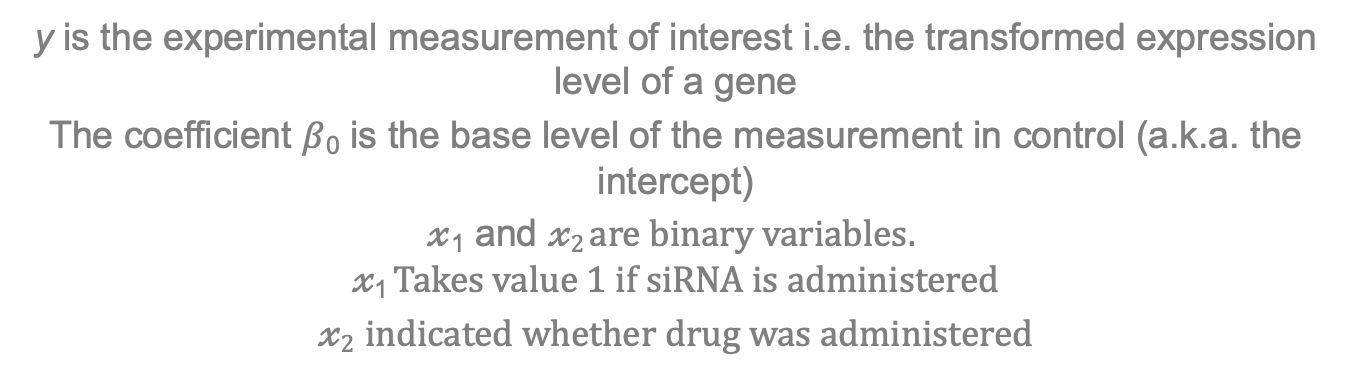 y is the experimental measurement of interest i.e. the transformed expression
level of a gene
The coefficient β₀ is the base level of the measurement in control (a.k.a. the
intercept)
x₁ and x₂ are binary variables.
x₁ Takes value 1 if siRNA is administered
x₂ indicated whether drug was administered